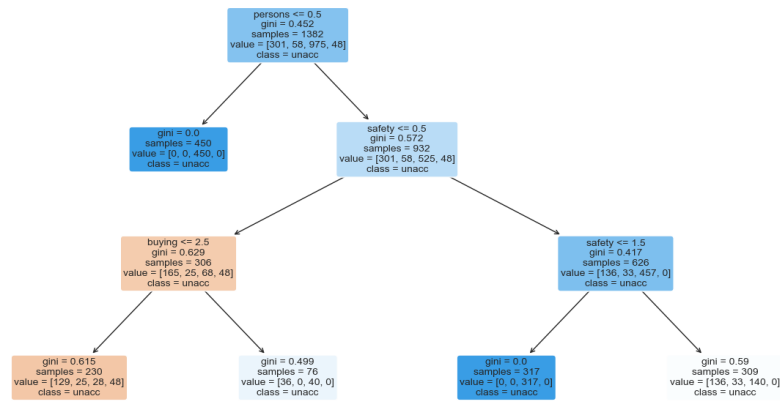 persons <= 0.5
gini = 0.452
samples = 1382
value = [301, 58, 975, 48]
class = unacc
gini = 0.0
samples = 450
value = [0, 0, 450, 0]
class = unacc
safety <= 0.5
gini = 0.572
samples = 932
value = [301, 58, 525, 48]
class = unacc
buying <= 2.5
gini = 0.629
samples = 306
value = [165, 25, 68, 48]
class = unacc
safety <= 1.5
gini = 0.417
samples = 626
value = [136, 33, 457, 0]
class = unacc
gini = 0.615
samples = 230
value = [129, 25, 28, 48]
class = unacc
gini = 0.499
samples = 76
value = [36, 0, 40, 0]
class = unacc
gini = 0.0
samples = 317
value = [0, 0, 317, 0]
class = unacc
gini = 0.59
samples = 309
value = [136, 33, 140, 0]
class = unacc